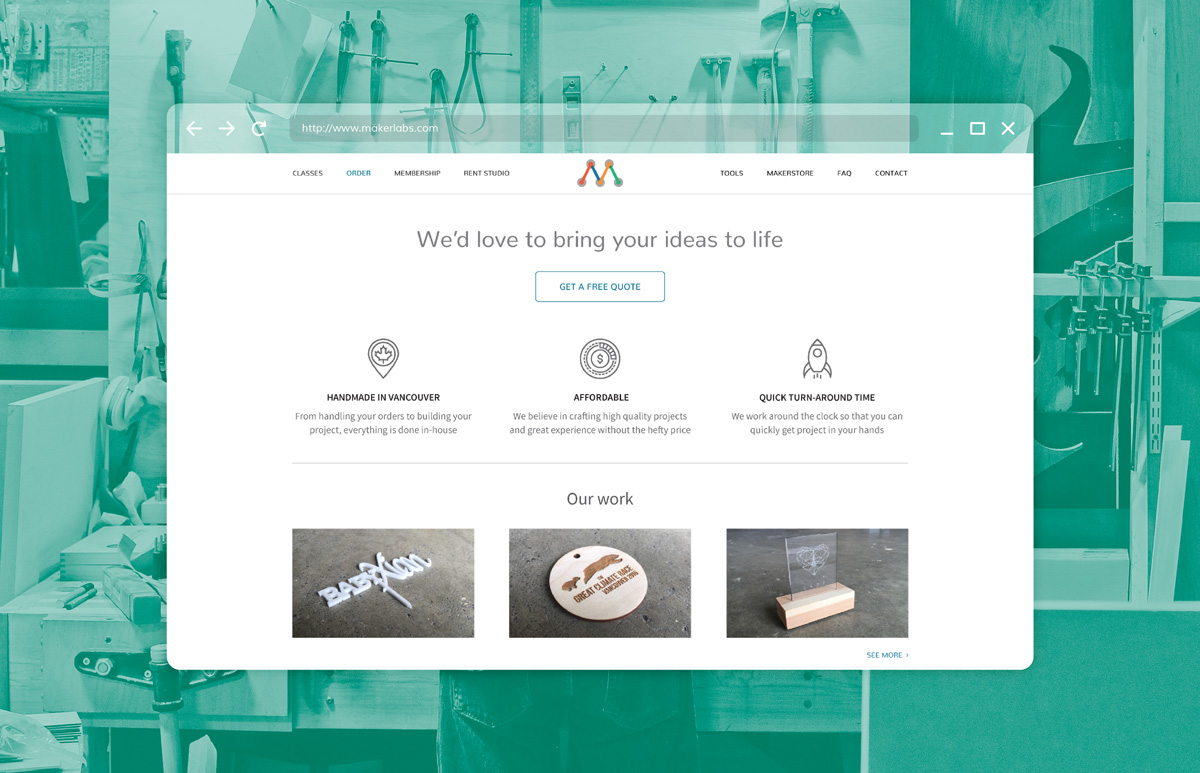 http://www.makerlabs.com
CLASSES ORDER MEMBERSHIP RENT STUDIO TOOLS MAKERSTORE FAQ CONTACT
We'd love to bring your ideas to life
GET A FREE QUOTE
HANDMADE IN VANCOUVER
From handling your orders to building your
project, everything is done in-house
$
AFFORDABLE
We believe in crafting high quality projects
and great experience without the hefty price
QUICK TURN-AROUND TIME
We work around the clock so that you can
quickly get project in your hands
Our work
THE
GREAT CLIMATE RACE
VANCOUVER 2016
SEE MORE ›